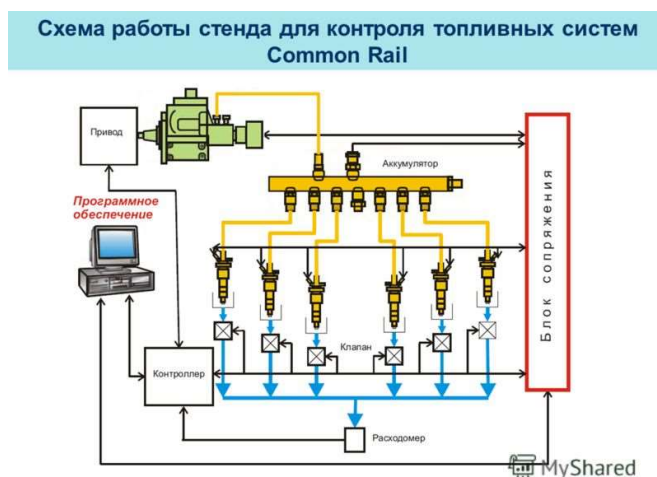 Схема работы стенда для контроля топливных систем
Common Rail
Привод
Аккумулятор
Программное
обеспечение
Блок сопряжения
Клапан
Контроллер
Расходомер
MyShared